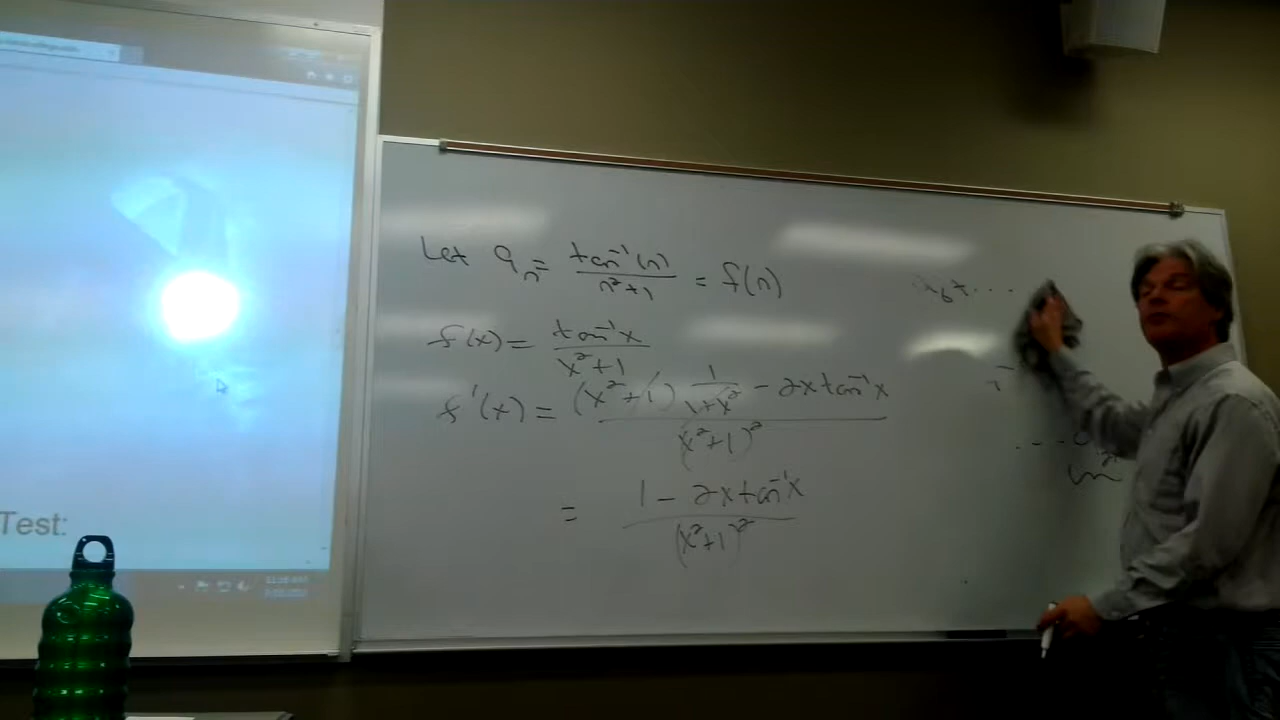 Test:
Let aₙ = tan⁻¹(n) / n²+1 = f(n)
f(x) = tan⁻¹x / x²+1
f'(x) = (x²+1) 1/1+x² - 2x tan⁻¹x / (x²+1)²
= 1 - 2x tan⁻¹x / (x²+1)²